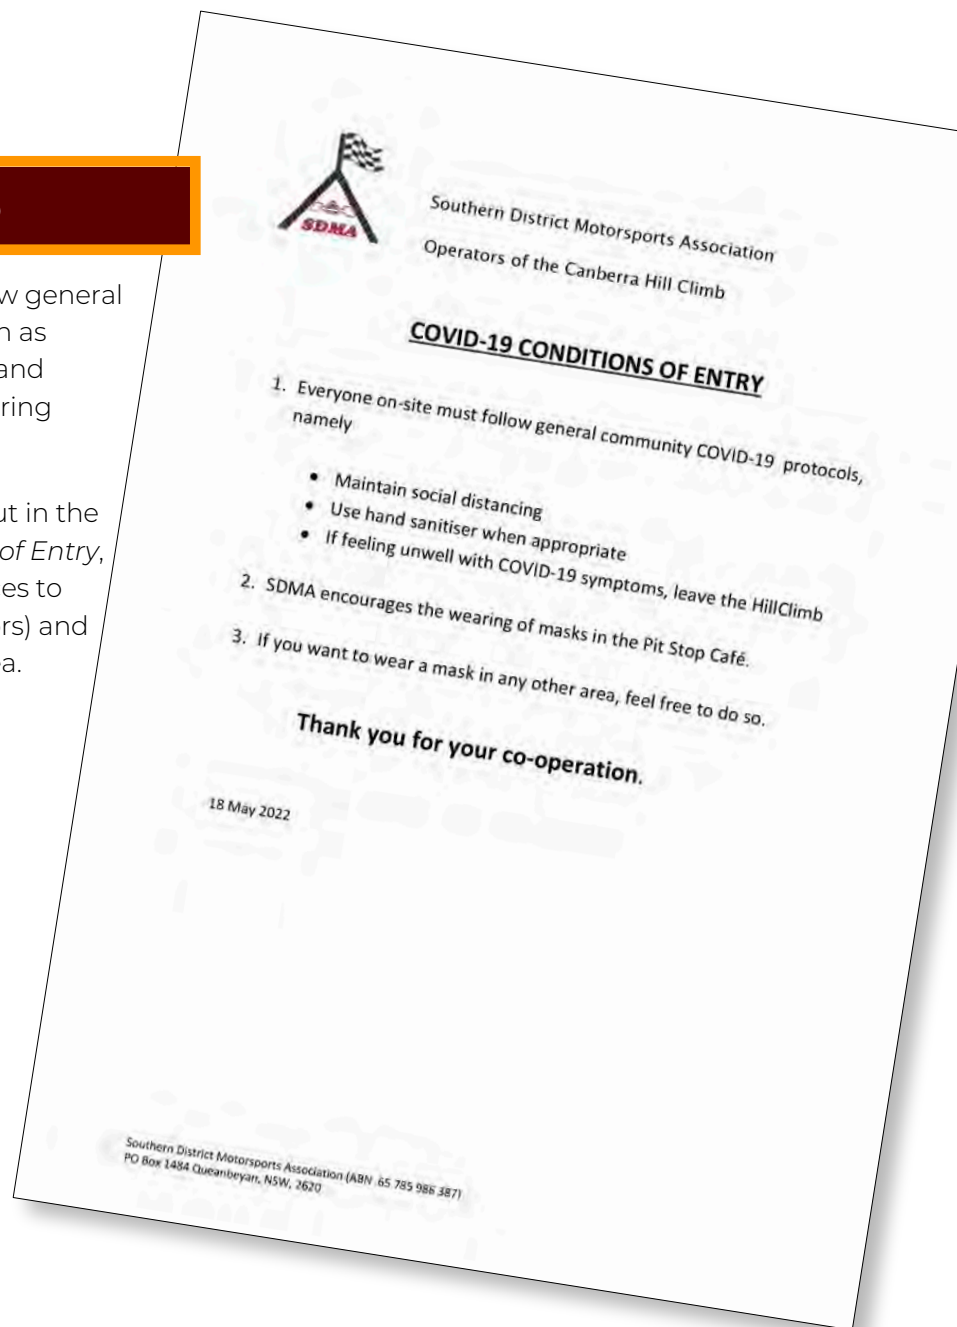 w general
h as
and
ring
ut in the
of Entry,
es to
rs) and
a.
SDMA
Southern District Motorsports Association
Operators of the Canberra Hill Climb
COVID-19 CONDITIONS OF ENTRY
1. Everyone on-site must follow general community COVID-19 protocols,
namely
• Maintain social distancing
• Use hand sanitiser when appropriate
• If feeling unwell with COVID-19 symptoms, leave the HillClimb
2. SDMA encourages the wearing of masks in the Pit Stop Café.
3. If you want to wear a mask in any other area, feel free to do so.
Thank you for your co-operation.
18 May 2022
Southern District Motorsports Association (ABN 65 785 986 387)
PO Box 1484 Queanbeyan, NSW, 2620